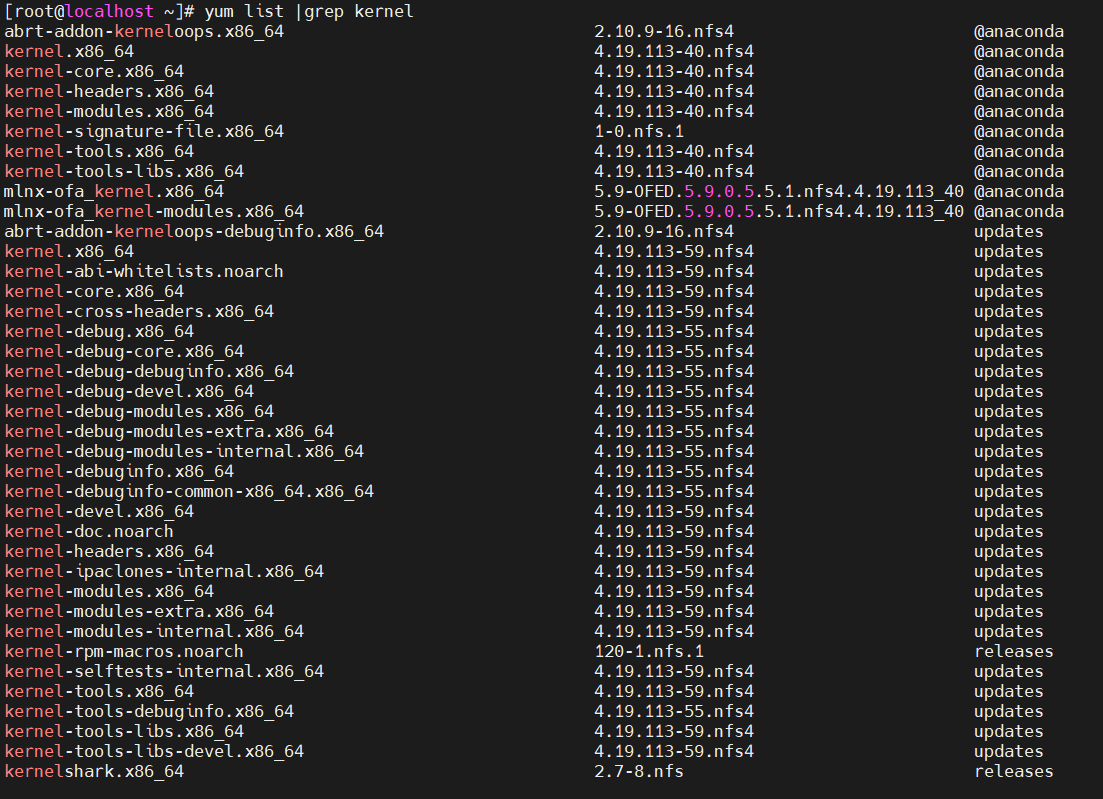 [root@localhost ~]# yum list |grep kernel
abrt-addon-kerneloops.x86_64 2.10.9-16.nfs4 @anaconda
kernel.x86_64 4.19.113-40.nfs4 @anaconda
kernel-core.x86_64 4.19.113-40.nfs4 @anaconda
kernel-headers.x86_64 4.19.113-40.nfs4 @anaconda
kernel-modules.x86_64 4.19.113-40.nfs4 @anaconda
kernel-signature-file.x86_64 1-0.nfs.1 @anaconda
kernel-tools.x86_64 4.19.113-40.nfs4 @anaconda
kernel-tools-libs.x86_64 4.19.113-40.nfs4 @anaconda
mlnx-ofa_kernel.x86_64 5.9-OFED.5.9.0.5.5.1.nfs4.4.19.113_40 @anaconda
mlnx-ofa_kernel-modules.x86_64 5.9-OFED.5.9.0.5.5.1.nfs4.4.19.113_40 @anaconda
abrt-addon-kerneloops-debuginfo.x86_64 2.10.9-16.nfs4 updates
kernel.x86_64 4.19.113-59.nfs4 updates
kernel-abi-whitelists.noarch 4.19.113-59.nfs4 updates
kernel-core.x86_64 4.19.113-59.nfs4 updates
kernel-cross-headers.x86_64 4.19.113-59.nfs4 updates
kernel-debug.x86_64 4.19.113-55.nfs4 updates
kernel-debug-core.x86_64 4.19.113-55.nfs4 updates
kernel-debug-debuginfo.x86_64 4.19.113-55.nfs4 updates
kernel-debug-devel.x86_64 4.19.113-55.nfs4 updates
kernel-debug-modules.x86_64 4.19.113-55.nfs4 updates
kernel-debug-modules-extra.x86_64 4.19.113-55.nfs4 updates
kernel-debug-modules-internal.x86_64 4.19.113-55.nfs4 updates
kernel-debuginfo.x86_64 4.19.113-55.nfs4 updates
kernel-debuginfo-common-x86_64.x86_64 4.19.113-55.nfs4 updates
kernel-devel.x86_64 4.19.113-59.nfs4 updates
kernel-doc.noarch 4.19.113-59.nfs4 updates
kernel-headers.x86_64 4.19.113-59.nfs4 updates
kernel-ipaclones-internal.x86_64 4.19.113-59.nfs4 updates
kernel-modules.x86_64 4.19.113-59.nfs4 updates
kernel-modules-extra.x86_64 4.19.113-59.nfs4 updates
kernel-modules-internal.x86_64 4.19.113-59.nfs4 updates
kernel-rpm-macros.noarch 120-1.nfs.1 releases
kernel-selftests-internal.x86_64 4.19.113-59.nfs4 updates
kernel-tools.x86_64 4.19.113-59.nfs4 updates
kernel-tools-debuginfo.x86_64 4.19.113-55.nfs4 updates
kernel-tools-libs.x86_64 4.19.113-59.nfs4 updates
kernel-tools-libs-devel.x86_64 4.19.113-59.nfs4 updates
kernelshark.x86_64 2.7-8.nfs releases